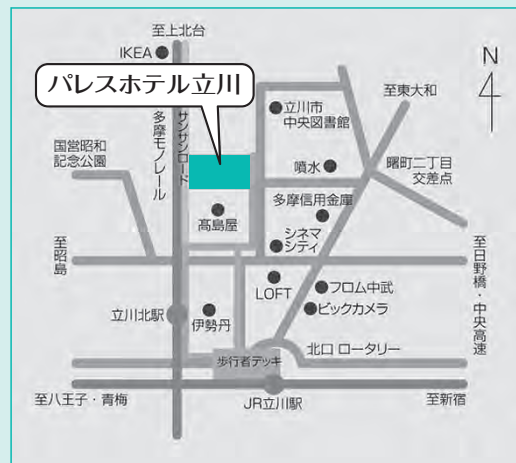 至上北台
IKEA
N
パレスホテル立川
サンサンロード
多摩モノレール
立川市
中央図書館
至東大和
国営昭和
記念公園
噴水
曙町二丁目
交差点
多摩信用金庫
髙島屋
シネマ
シティ
至昭島
至日野橋・中央高速
LOFT
フロム中武
ビックカメラ
立川北駅
伊勢丹
北口 ロータリー
歩行者デッキ
至八王子・青梅
JR立川駅
至新宿